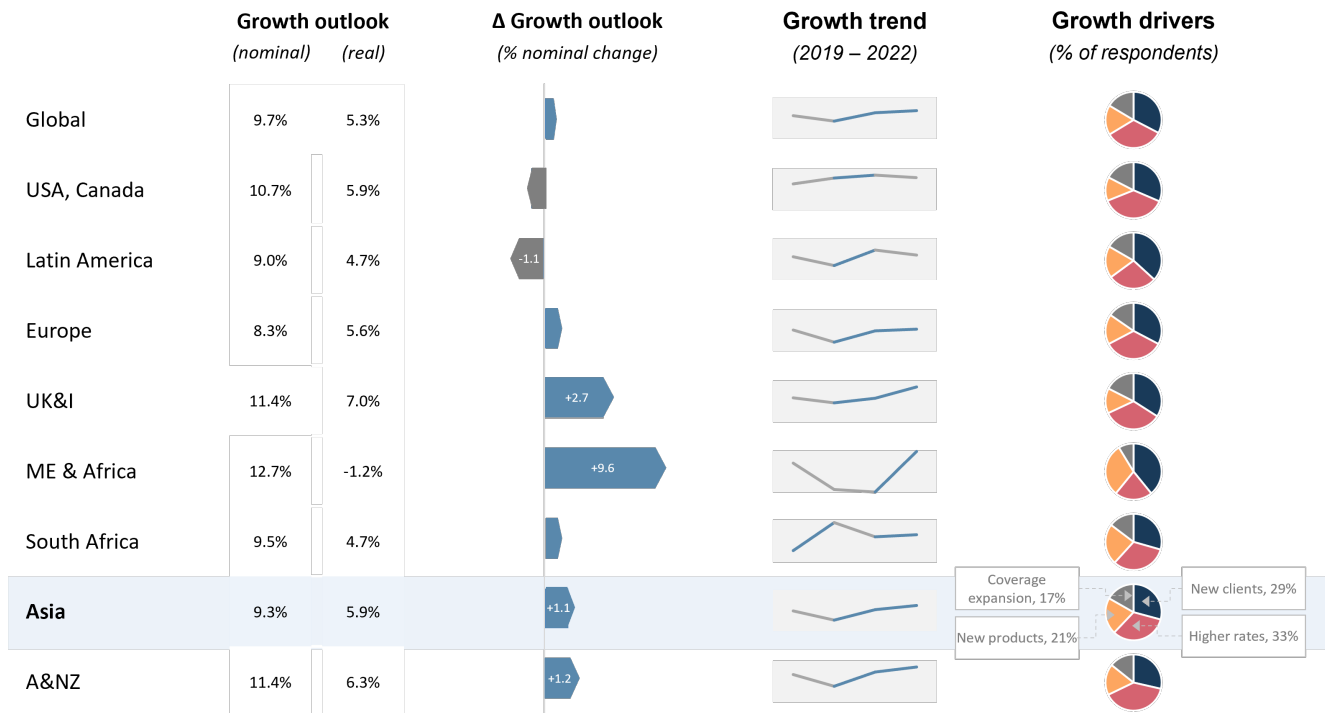 Growth outlook
(nominal) (real)
Δ Growth outlook
(% nominal change)
Growth trend
(2019 – 2022)
Growth drivers
(% of respondents)
Global 9.7% 5.3%
USA, Canada 10.7% 5.9%
Latin America 9.0% 4.7% -1.1
Europe 8.3% 5.6%
UK&I 11.4% 7.0% +2.7
ME & Africa 12.7% -1.2% +9.6
South Africa 9.5% 4.7%
Asia 9.3% 5.9% +1.1
Coverage
expansion, 17%
New clients, 29%
New products, 21%
Higher rates, 33%
A&NZ 11.4% 6.3% +1.2